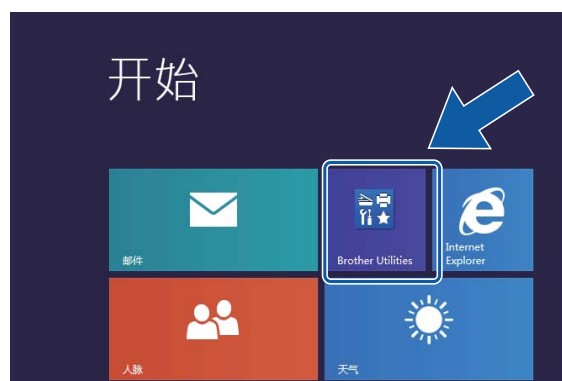 开始
邮件
Brother Utilities
Internet
Explorer
人脉
天气